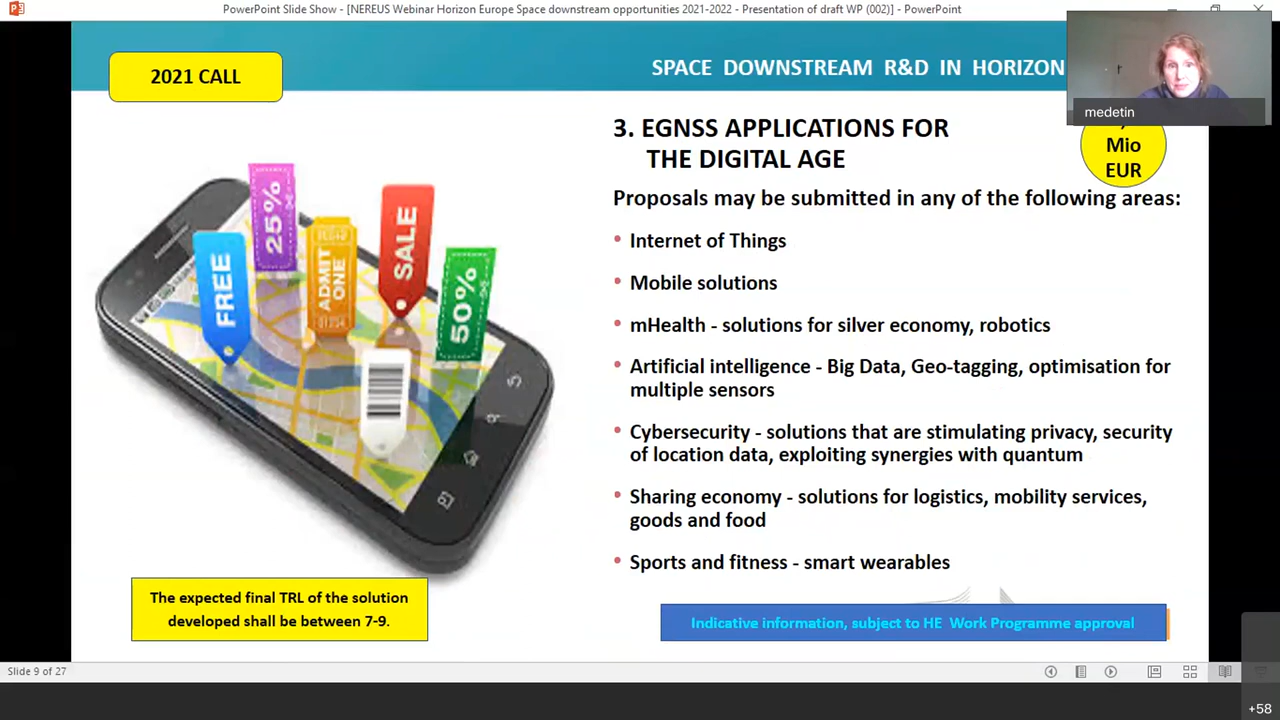 PowerPoint Slide Show - [NEREUS Webinar Horizon Europe Space downstream opportunities 2021-2022 - Presentation of draft WP (002)] - PowerPoint
2021 CALL
SPACE DOWNSTREAM R&D IN HORIZON
medetin
3. EGNSS APPLICATIONS FOR
THE DIGITAL AGE
Mio
EUR
Proposals may be submitted in any of the following areas:
• Internet of Things
• Mobile solutions
• mHealth - solutions for silver economy, robotics
• Artificial intelligence - Big Data, Geo-tagging, optimisation for
multiple sensors
• Cybersecurity - solutions that are stimulating privacy, security
of location data, exploiting synergies with quantum
• Sharing economy - solutions for logistics, mobility services,
goods and food
• Sports and fitness - smart wearables
FREE
25%
ADMIT
ONE
SALE
50%
The expected final TRL of the solution
developed shall be between 7-9.
Indicative information, subject to HE Work Programme approval
Slide 9 of 27
+58